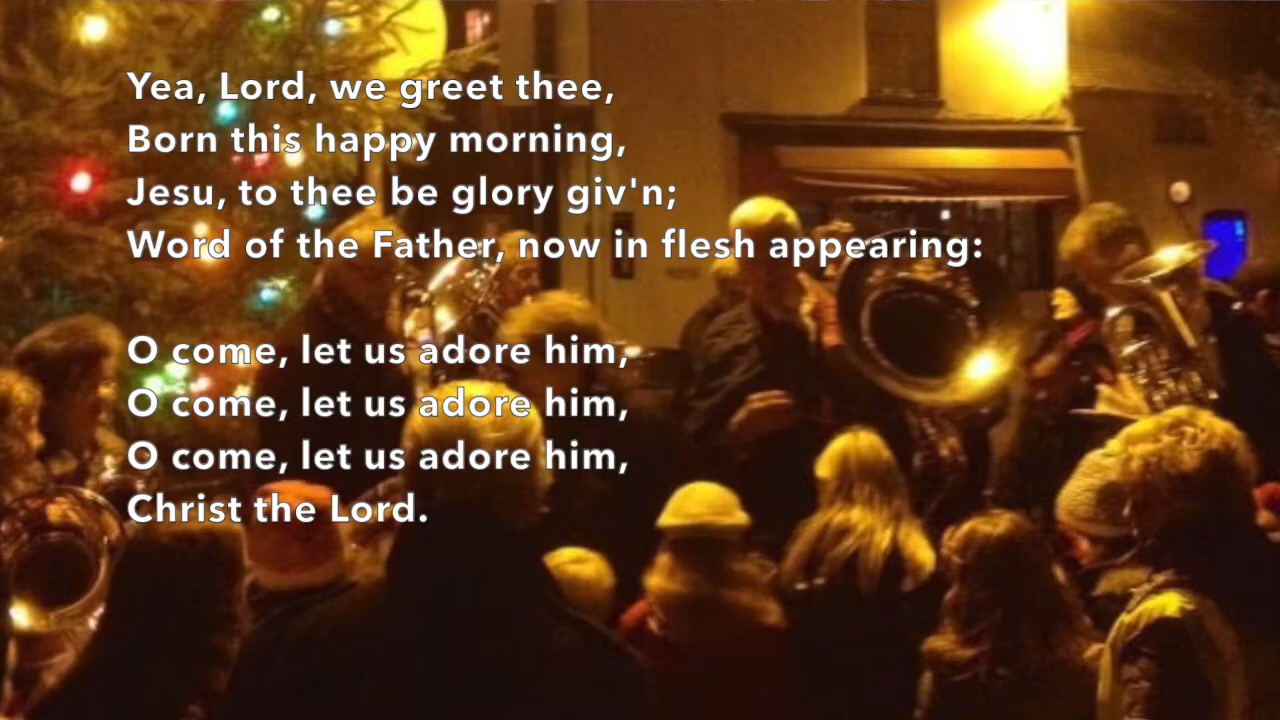 Yea, Lord, we greet thee,
Born this happy morning,
Jesu, to thee be glory giv'n;
Word of the Father, now in flesh appearing:
O come, let us adore him,
O come, let us adore him,
O come, let us adore him,
Christ the Lord.